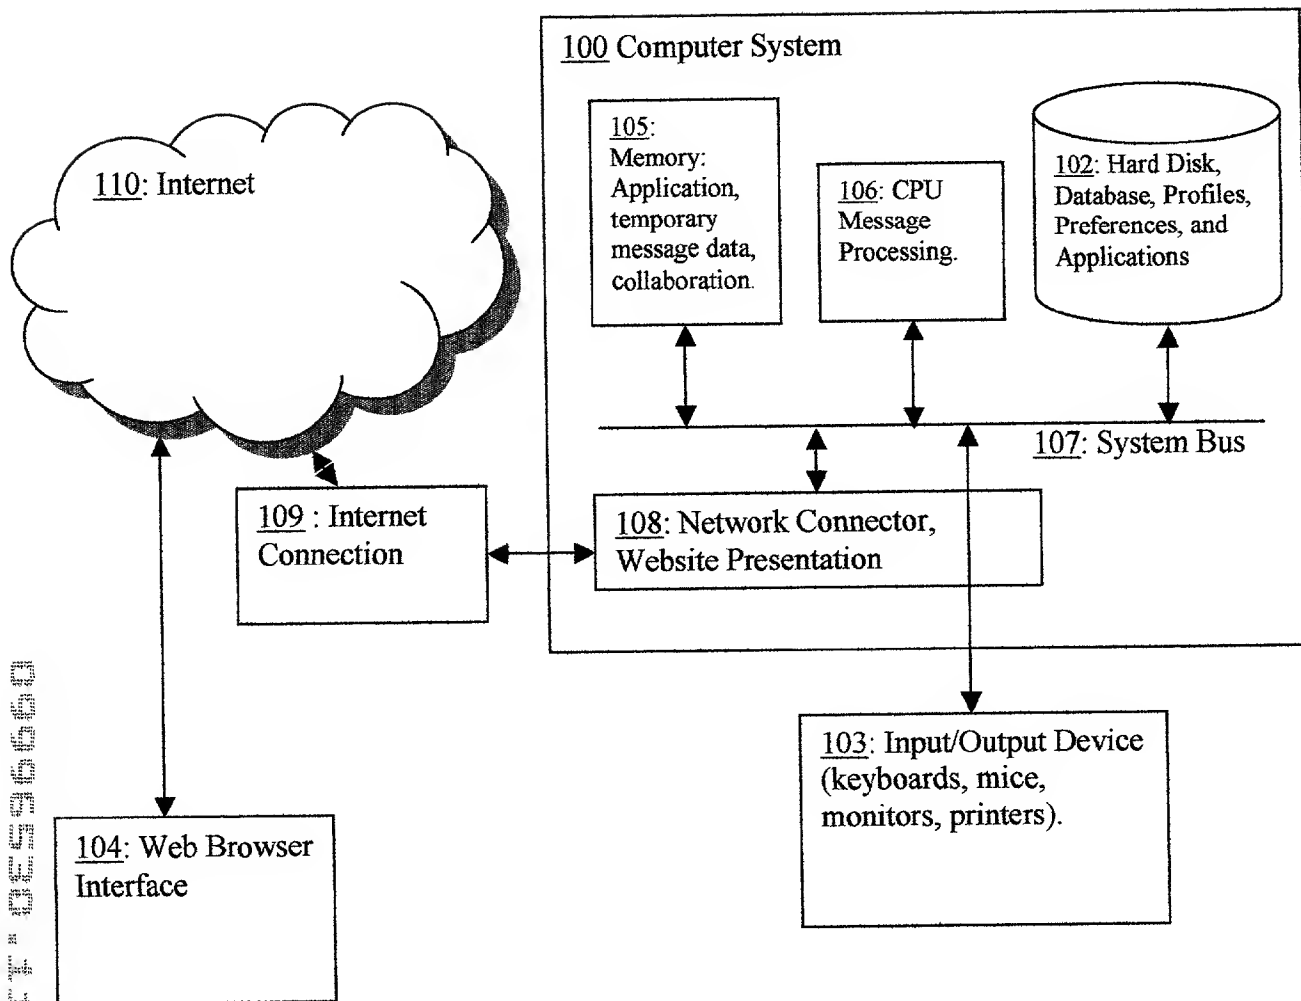 100 Computer System
105:
Memory:
Application,
temporary
message data,
collaboration.
106: CPU
Message
Processing.
102: Hard Disk,
Database, Profiles,
Preferences, and
Applications
110: Internet
107: System Bus
109 : Internet
Connection
108: Network Connector,
Website Presentation
103: Input/Output Device
(keyboards, mice,
monitors, printers).
104: Web Browser
Interface